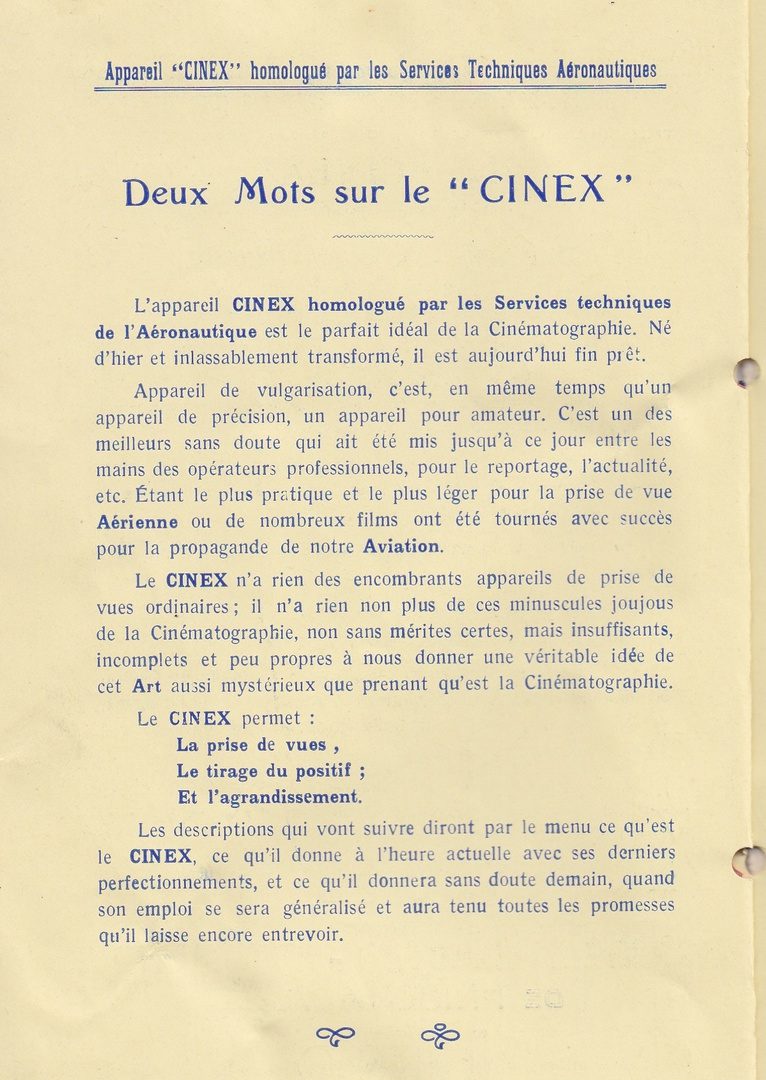 Appareil “CINEX” homologué par les Services Techniques Aéronautiques
Deux Mots sur le “ CINEX ”
L'appareil CINEX homologué par les Services techniques
de l'Aéronautique est le parfait idéal de la Cinématographie. Né
d'hier et inlassablement transformé, il est aujourd'hui fin prêt.
Appareil de vulgarisation, c'est, en même temps qu'un
appareil de précision, un appareil pour amateur. C'est un des
meilleurs sans doute qui ait été mis jusqu'à ce jour entre les
mains des opérateurs professionnels, pour le reportage, l'actualité,
etc. Étant le plus pratique et le plus léger pour la prise de vue
Aérienne ou de nombreux films ont été tournés avec succès
pour la propagande de notre Aviation.
Le CINEX n'a rien des encombrants appareils de prise de
vues ordinaires ; il n'a rien non plus de ces minuscules joujous
de la Cinématographie, non sans mérites certes, mais insuffisants,
incomplets et peu propres à nous donner une véritable idée de
cet Art aussi mystérieux que prenant qu'est la Cinématographie.
Le CINEX permet :
La prise de vues ,
Le tirage du positif ;
Et l'agrandissement.
Les descriptions qui vont suivre diront par le menu ce qu'est
le CINEX, ce qu'il donne à l'heure actuelle avec ses derniers
perfectionnements, et ce qu'il donnera sans doute demain, quand
son emploi se sera généralisé et aura tenu toutes les promesses
qu'il laisse encore entrevoir.